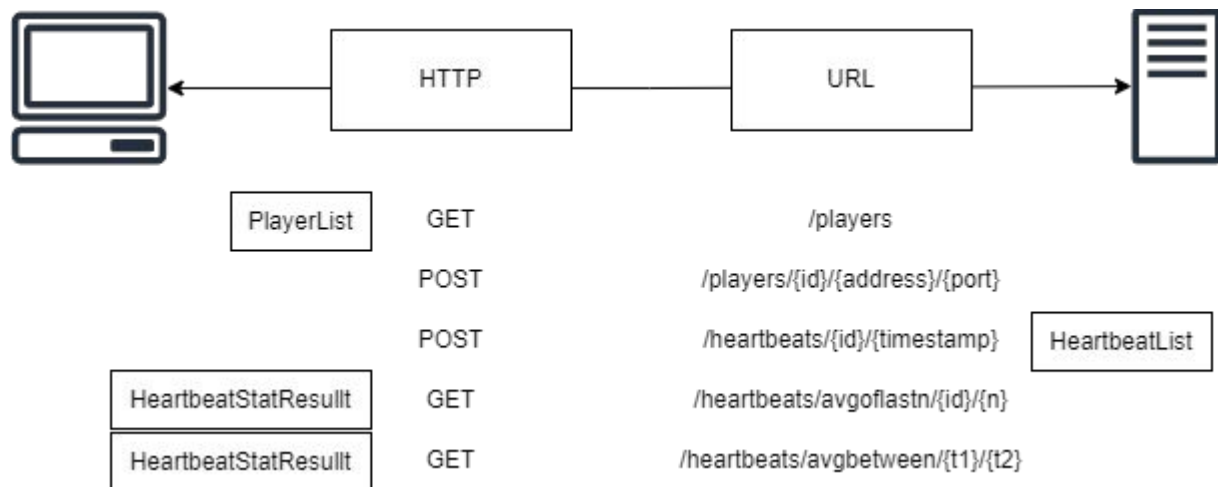 HTTP URL
PlayerList GET /players
POST /players/{id}/{address}/{port}
POST /heartbeats/{id}/{timestamp} HeartbeatList
HeartbeatStatResullt GET /heartbeats/avgoflastn/{id}/{n}
HeartbeatStatResullt GET /heartbeats/avgbetween/{t1}/{t2}